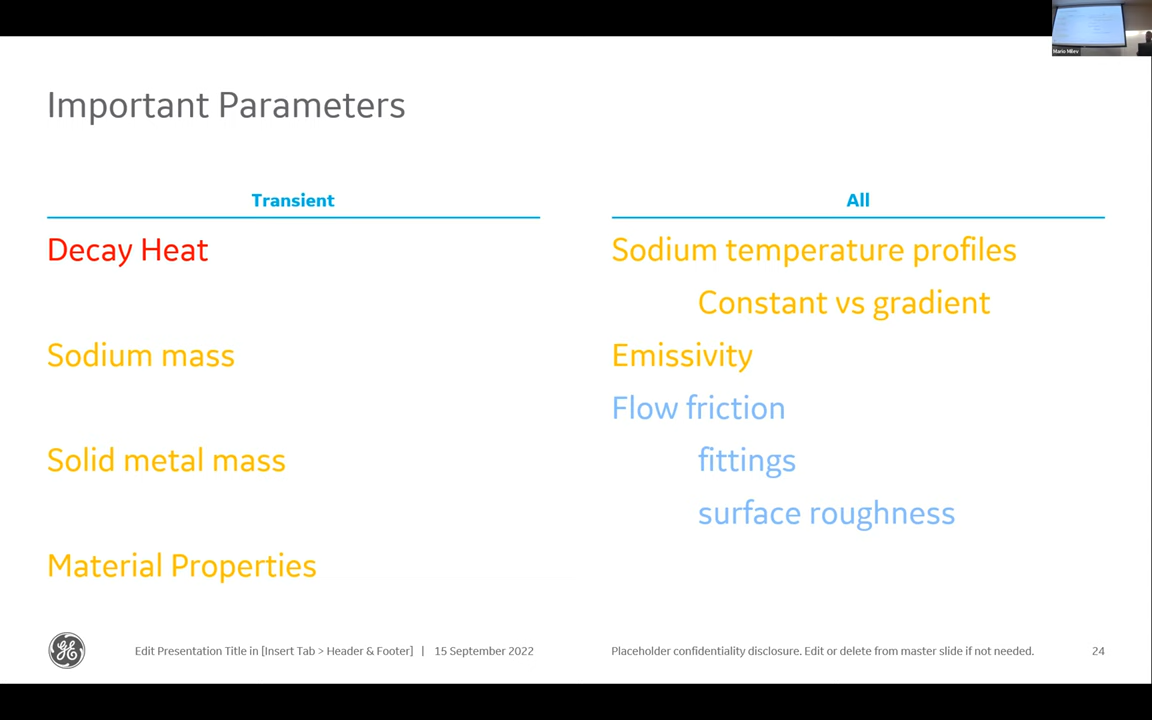 Mario Milev
Important Parameters
Transient
Decay Heat
Sodium mass
Solid metal mass
Material Properties
All
Sodium temperature profiles
Constant vs gradient
Emissivity
Flow friction
fittings
surface roughness
Edit Presentation Title in [Insert Tab > Header & Footer] | 15 September 2022
Placeholder confidentiality disclosure. Edit or delete from master slide if not needed.
24